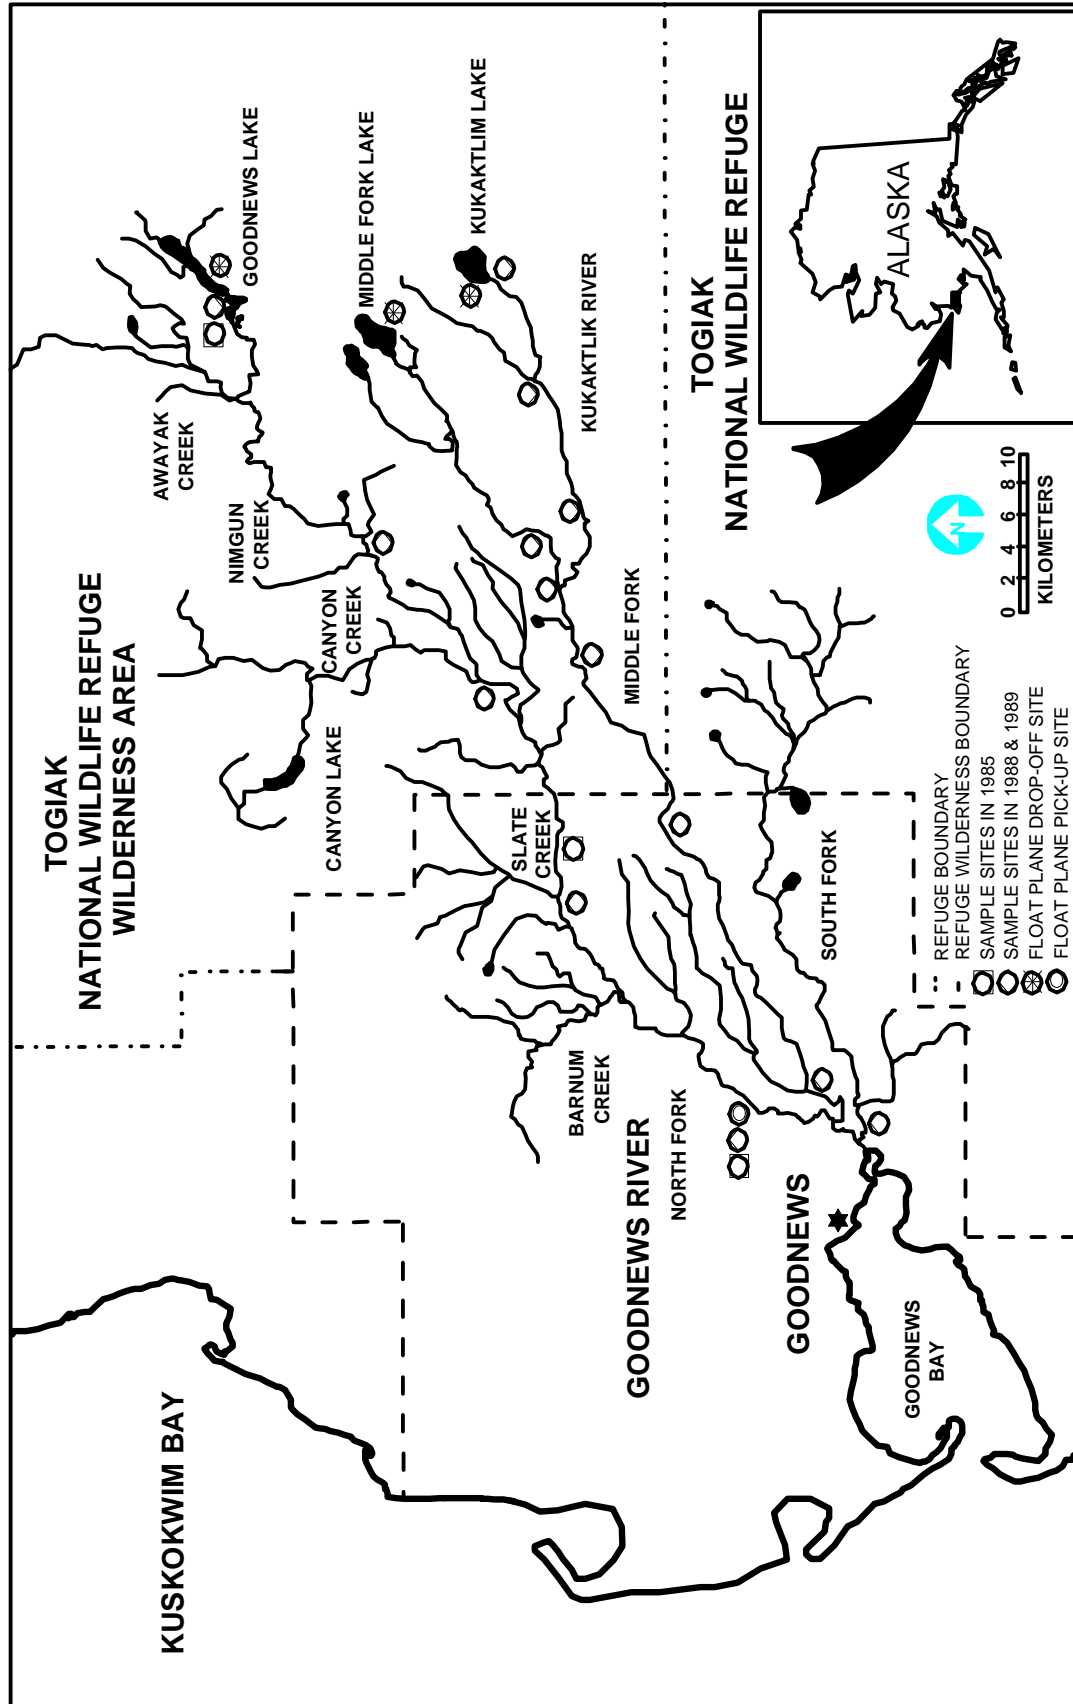 KUSKOKWIM BAY
TOGIAK
NATIONAL WILDLIFE REFUGE
WILDERNESS AREA
AWAYAK
CREEK
GOODNEWS LAKE
NIMGUN
CREEK
CANYON
CREEK
CANYON LAKE
MIDDLE FORK LAKE
KUKAKTLIM LAKE
KUKAKTLIK RIVER
SLATE
CREEK
BARNUM
CREEK
MIDDLE FORK
GOODNEWS RIVER
NORTH FORK
TOGIAK
NATIONAL WILDLIFE REFUGE
GOODNEWS
SOUTH FORK
GOODNEWS
BAY
ALASKA
N
0 2 4 6 8 10
KILOMETERS
REFUGE BOUNDARY
REFUGE WILDERNESS BOUNDARY
SAMPLE SITES IN 1985
SAMPLE SITES IN 1988 & 1989
FLOAT PLANE DROP-OFF SITE
FLOAT PLANE PICK-UP SITE